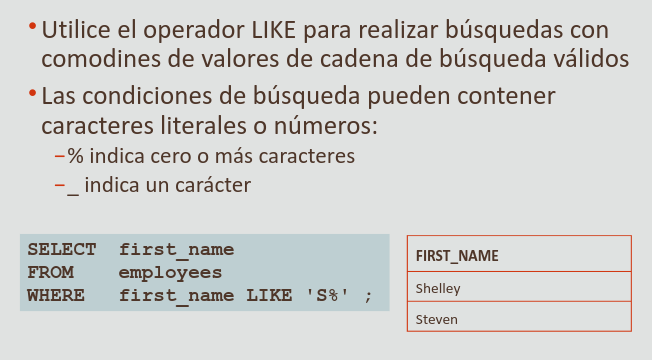 • Utilice el operador LIKE para realizar búsquedas con
comodines de valores de cadena de búsqueda válidos
• Las condiciones de búsqueda pueden contener
caracteres literales o números:
–% indica cero o más caracteres
–_ indica un carácter
SELECT first_name
FROM employees
WHERE first_name LIKE 'S%' ;
FIRST_NAME
Shelley
Steven